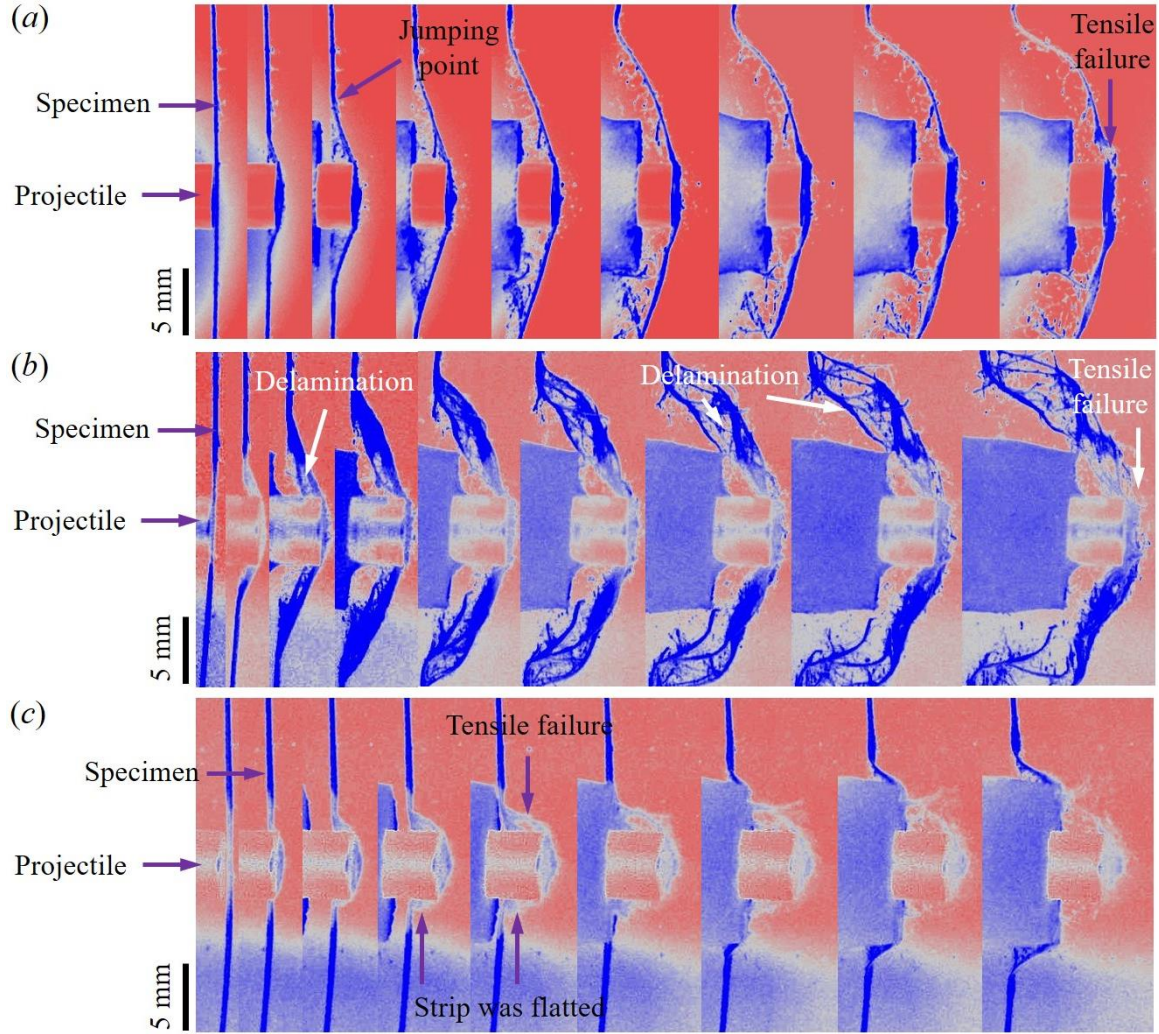 (a)
Jumping
point
Tensile
failure
Specimen
Projectile
5 mm
(b)
Delamination
Delamination
Tensile
failure
Specimen
Projectile
5 mm
(c)
Tensile failure
Specimen
Projectile
Strip was flatted
5 mm